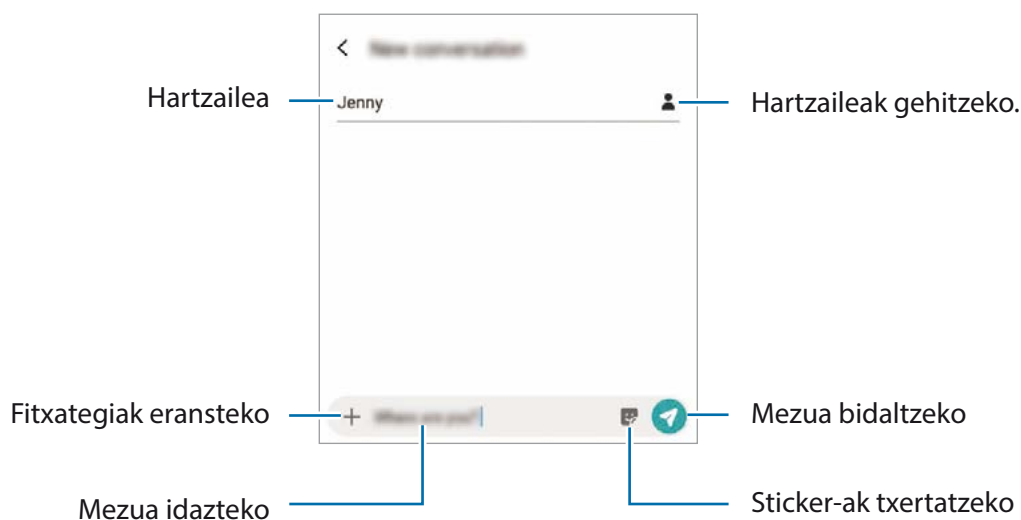 Hartzailea
Jenny
Hartzaileak gehitzeko.
Fitxategiak eransteko
Mezua bidaltzeko
Mezua idazteko
Sticker-ak txertatzeko